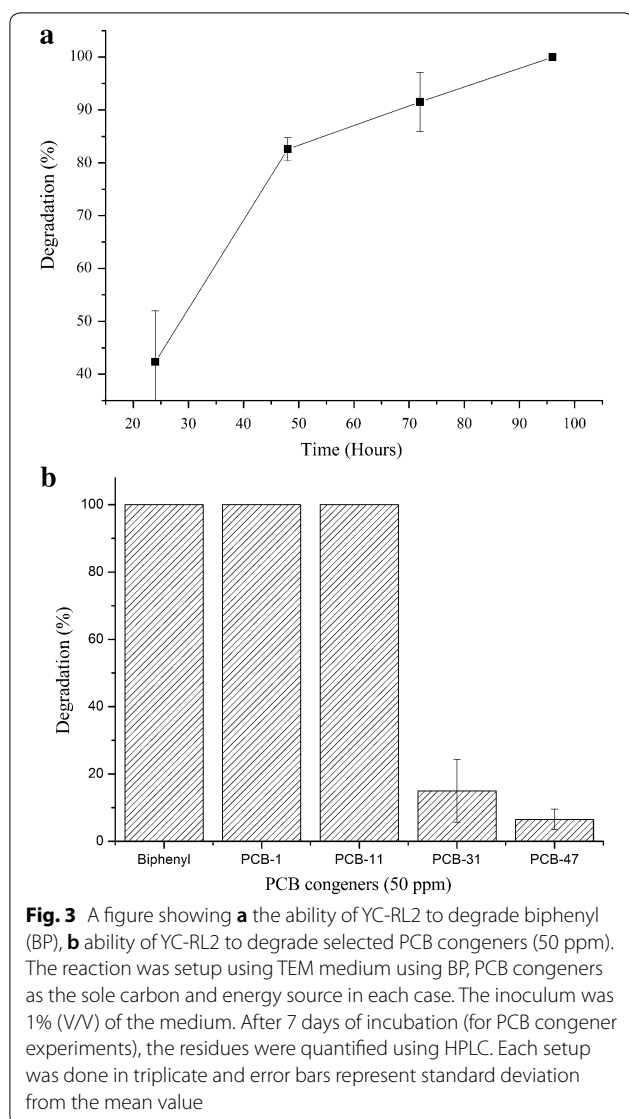 a
100
90
80
70
60
50
40
Degradation (%)
20 30 40 50 60 70 80 90 100
Time (Hours)
b
100
80
60
40
20
0
Degradation (%)
Biphenyl PCB-1 PCB-11 PCB-31 PCB-47
PCB congeners (50 ppm)
Fig. 3 A figure showing a the ability of YC-RL2 to degrade biphenyl
(BP), b ability of YC-RL2 to degrade selected PCB congeners (50 ppm).
The reaction was setup using TEM medium using BP, PCB congeners
as the sole carbon and energy source in each case. The inoculum was
1% (V/V) of the medium. After 7 days of incubation (for PCB congener
experiments), the residues were quantified using HPLC. Each setup
was done in triplicate and error bars represent standard deviation
from the mean value